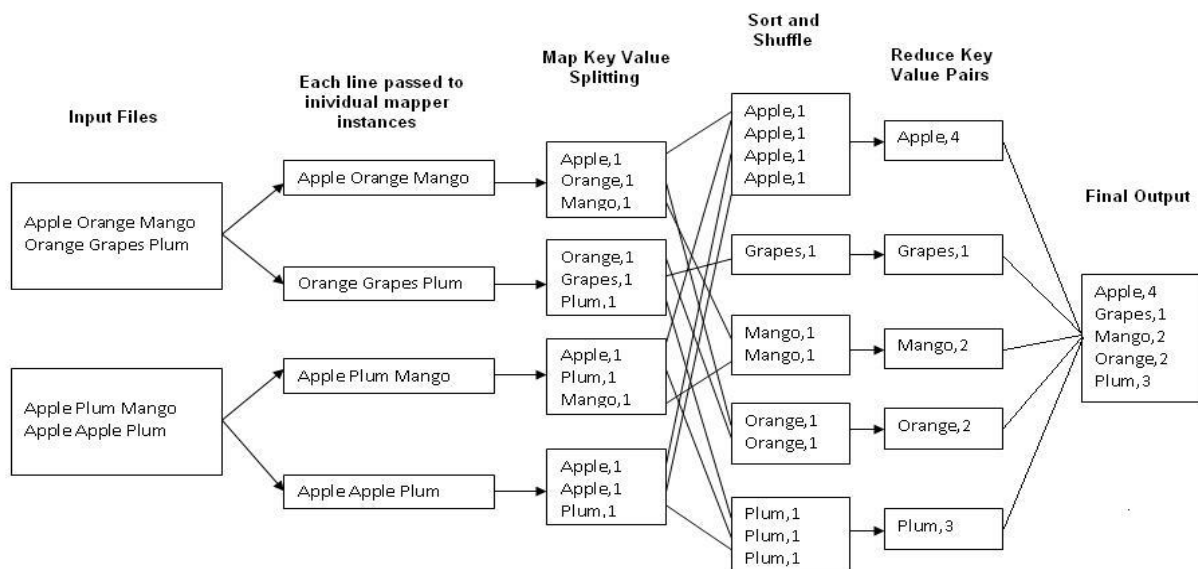 Input Files
Apple Orange Mango
Orange Grapes Plum
Apple Plum Mango
Apple Apple Plum
Each line passed to
inividual mapper
instances
Apple Orange Mango
Orange Grapes Plum
Apple Plum Mango
Apple Apple Plum
Map Key Value
Splitting
Apple,1
Orange,1
Mango,1
Orange,1
Grapes,1
Plum,1
Apple,1
Plum,1
Mango,1
Apple,1
Apple,1
Plum,1
Sort and
Shuffle
Apple,1
Apple,1
Apple,1
Apple,1
Grapes,1
Mango,1
Mango,1
Orange,1
Orange,1
Plum,1
Plum,1
Plum,1
Reduce Key
Value Pairs
Apple,4
Grapes,1
Mango,2
Orange,2
Plum,3
Final Output
Apple,4
Grapes,1
Mango,2
Orange,2
Plum,3